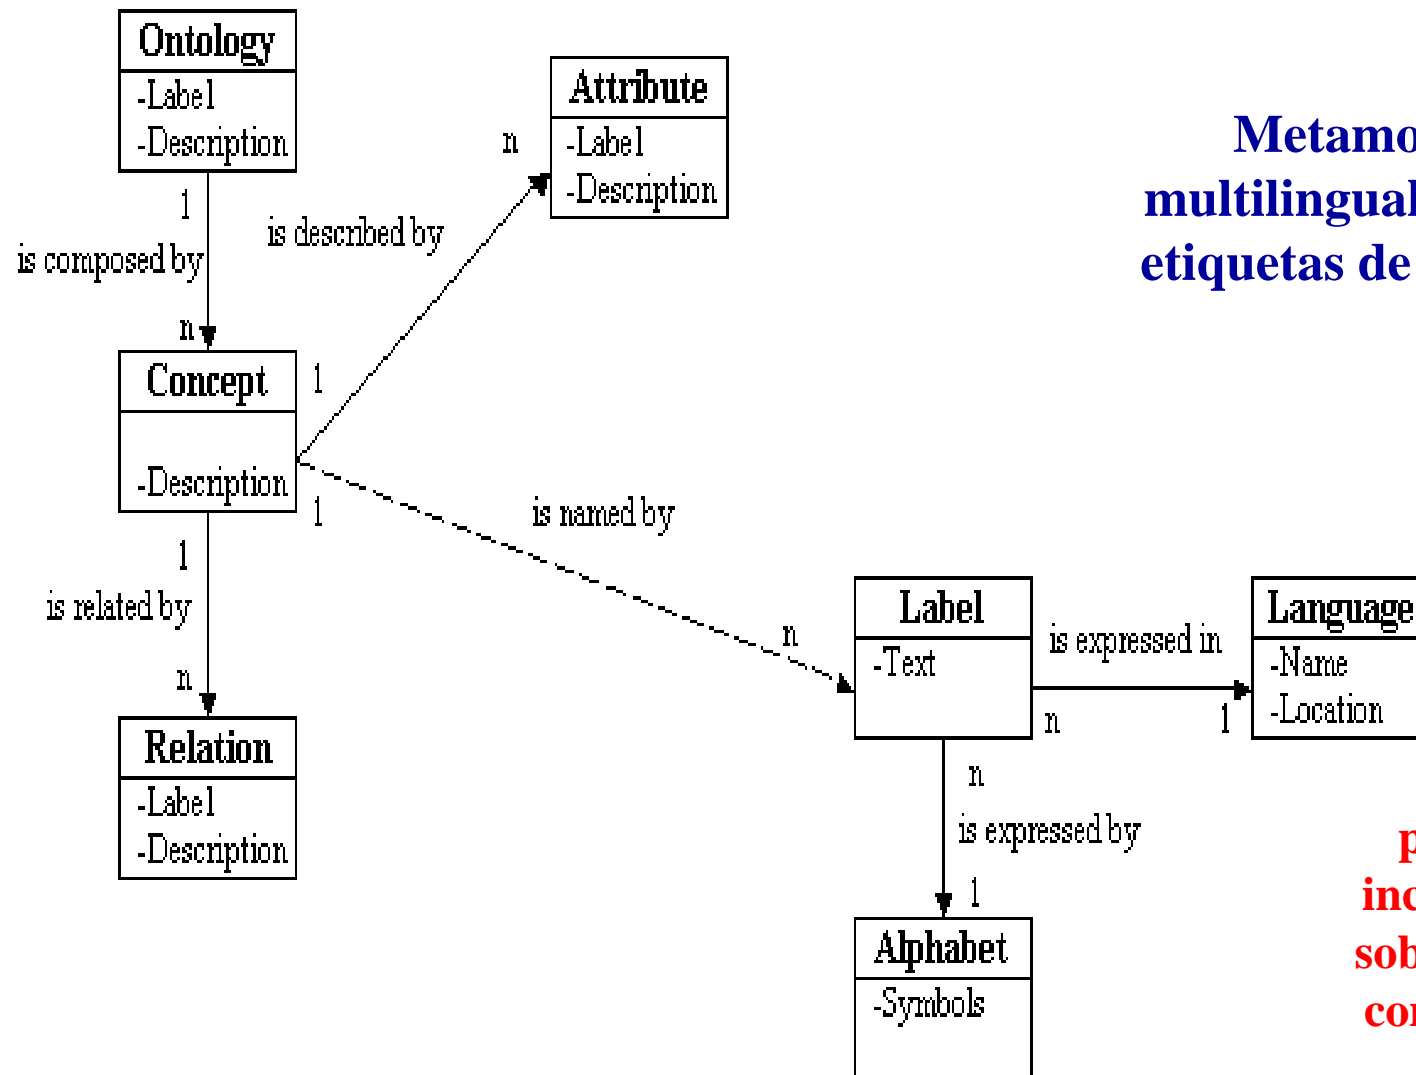 Ontology
-Label
-Description
1
is composed by
n
Concept
-Description
1
is described by
n
Attribute
-Label
-Description
1
is named by
n
1
is related by
n
Relation
-Label
-Description
Label
-Text
is expressed in
n
1
Language
-Name
-Location
n
is expressed by
1
Alphabet
-Symbols
Metamo
multilingual
etiquetas de
p
inc
sob
con